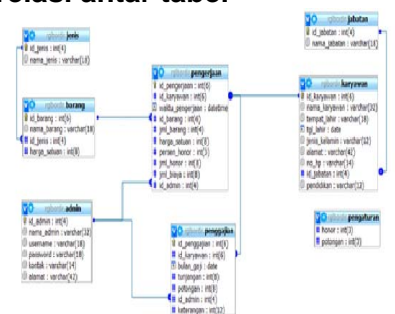 relasi antar tabel
jenis
id_jenis : int(4)
nama_jenis : varchar(18)
barang
id_barang : int(6)
nama_barang : varchar(18)
id_jenis : int(4)
harga_satuan : int(8)
admin
id_admin : int(4)
nama_admin : varchar(32)
username : varchar(18)
password : varchar(18)
kontak : varchar(14)
alamat : varchar(42)
pengerjaan
id_pengerjaan : int(6)
id_karyawan : int(6)
waktu_pengerjaan : datetime
id_barang : int(6)
jml_barang : int(4)
harga_satuan : int(8)
persen_honor : int(3)
jml_honor : int(8)
jml_biaya : int(8)
id_admin : int(4)
penggajian
id_penggajian : int(6)
id_karyawan : int(6)
bulan_gaji : date
tunjangan : int(8)
potongan : int(8)
id_admin : int(4)
keterangan : int(12)
jabatan
id_jabatan : int(4)
nama_jabatan : varchar(18)
karyawan
id_karyawan : int(6)
nama_karyawan : varchar(32)
tempat_lahir : varchar(18)
tgl_lahir : date
jenis_kelamin : varchar(12)
alamat : varchar(42)
no_hp : varchar(14)
id_jabatan : int(4)
pendidikan : varchar(12)
pengaturan
honor : int(3)
potongan : int(3)